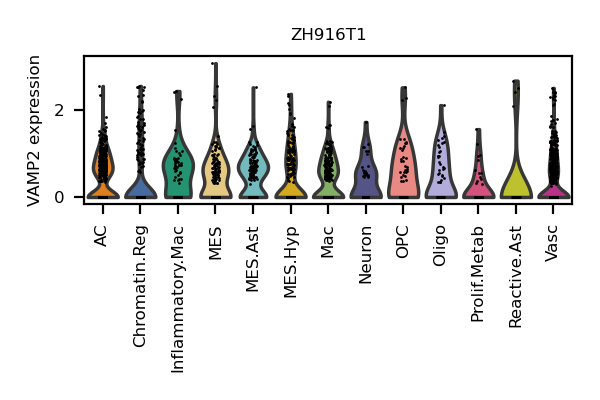 ZH916T1
VAMP2 expression
2
0
AC
Chromatin.Reg
Inflammatory.Mac
MES
MES.Ast
MES.Hyp
Mac
Neuron
OPC
Oligo
Prolif.Metab
Reactive.Ast
Vasc